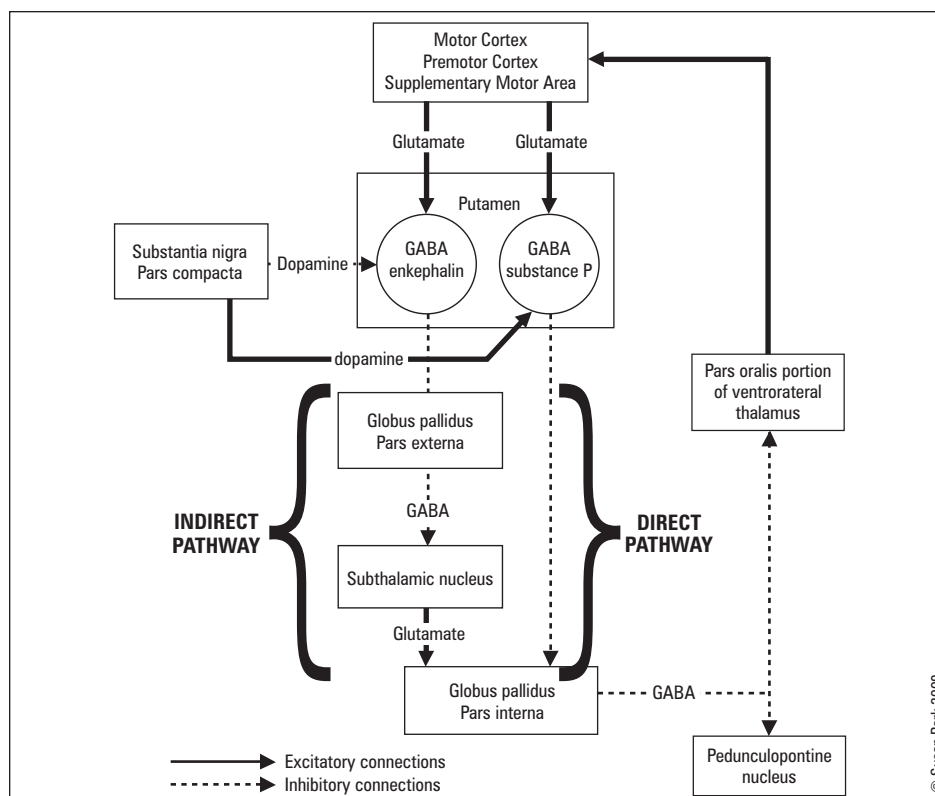 Motor Cortex
Premotor Cortex
Supplementary Motor Area
Glutamate
Glutamate
Putamen
GABA
enkephalin
GABA
substance P
Substantia nigra
Pars compacta
Dopamine
dopamine
Pars oralis portion
of ventrorateral
thalamus
Globus pallidus
Pars externa
INDIRECT
PATHWAY
GABA
DIRECT
PATHWAY
Subthalamic nucleus
Glutamate
Globus pallidus
Pars interna
GABA
Pedunculopontine
nucleus
Excitatory connections
Inhibitory connections